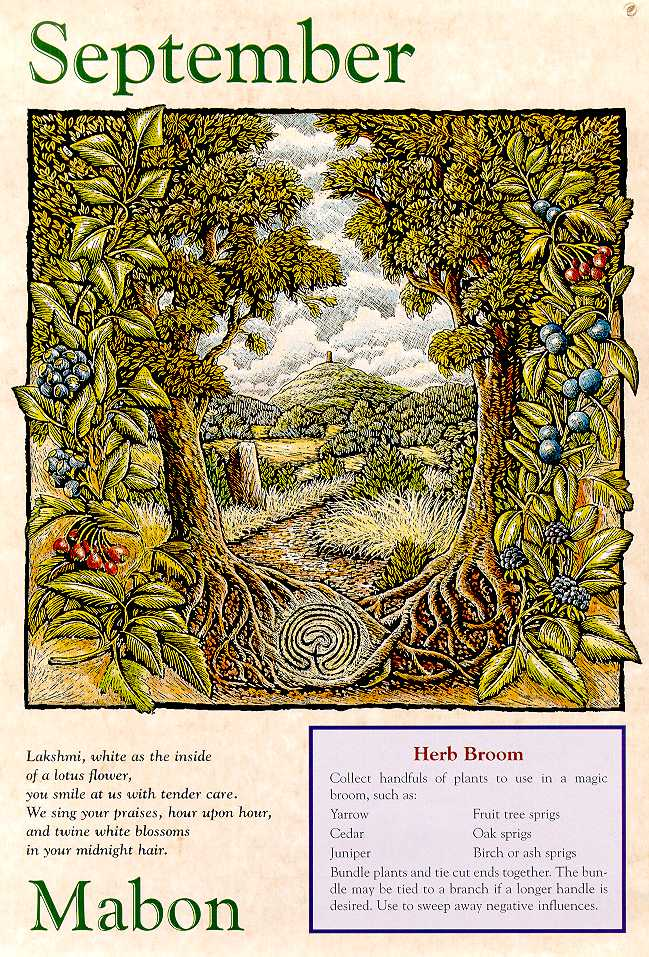 September
Lakshmi, white as the inside
of a lotus flower,
you smile at us with tender care.
We sing your praises, hour upon hour,
and twine white blossoms
in your midnight hair.
Mabon
Herb Broom
Collect handfuls of plants to use in a magic
broom, such as:
Yarrow Fruit tree sprigs
Cedar Oak sprigs
Juniper Birch or ash sprigs
Bundle plants and tie cut ends together. The bun-
dle may be tied to a branch if a longer handle is
desired. Use to sweep away negative influences.